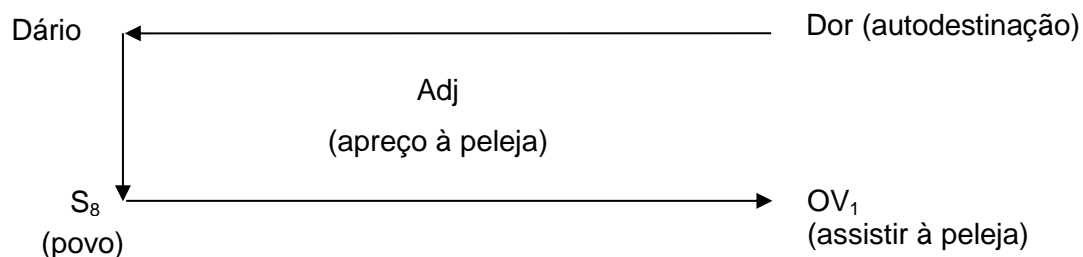 Dário Dor (autodestinação)
Adj
(apreço à peleja)
S₈ OV₁
(povo) (assistir à peleja)